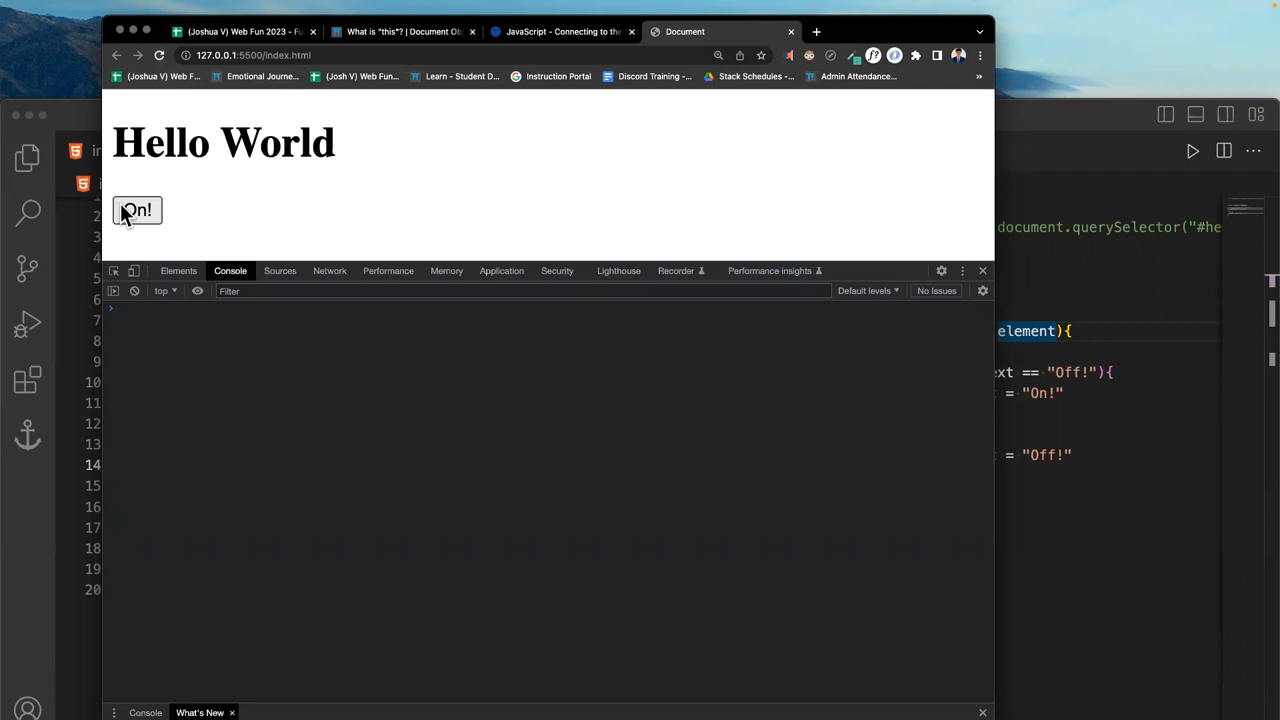 (Joshua V) Web Fun 2023 - Fu
What is "this"? | Document Ob
JavaScript - Connecting to the
Document
127.0.0.1:5500/index.html
(Joshua V) Web F...
Emotional Journe...
(Josh V) Web Fun...
Learn - Student D...
Instruction Portal
Discord Training -...
Stack Schedules -...
Admin Attendance...
»
Hello World
On!
Elements
Console
Sources
Network
Performance
Memory
Application
Security
Lighthouse
Recorder
Performance insights
top
Filter
Default levels
No Issues
in
2
3
4
5
6
7
8
9
10
11
12
13
14
15
16
17
18
19
20
document.querySelector("#he
element){
ext == "Off!"){
= "On!"
= "Off!"
Console
What's New